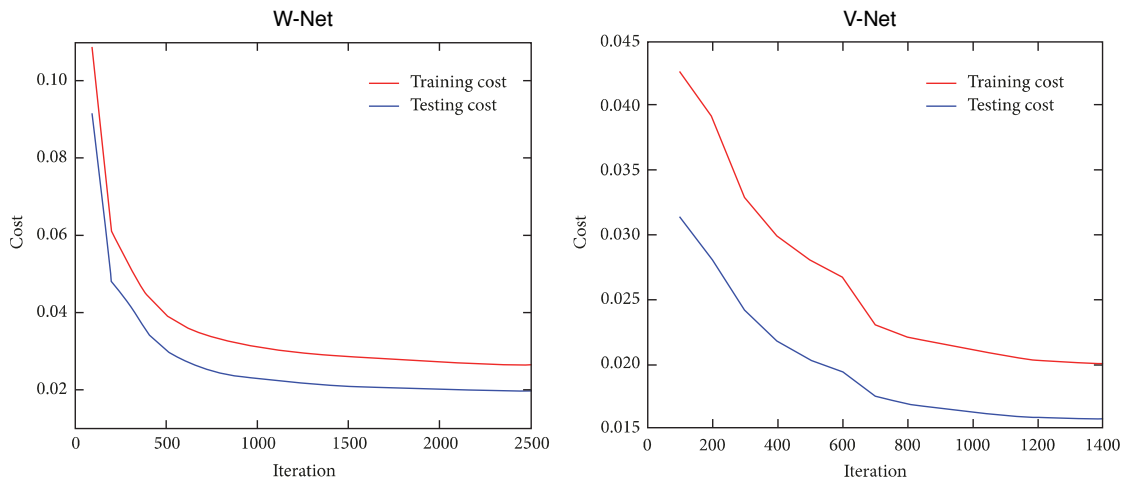 W-Net
0.10
0.08
0.06
0.04
0.02
Cost
0
500
1000
1500
2000
2500
Iteration
Training cost
Testing cost
V-Net
0.045
0.040
0.035
0.030
0.025
0.020
0.015
Cost
0
200
400
600
800
1000
1200
1400
Iteration
Training cost
Testing cost